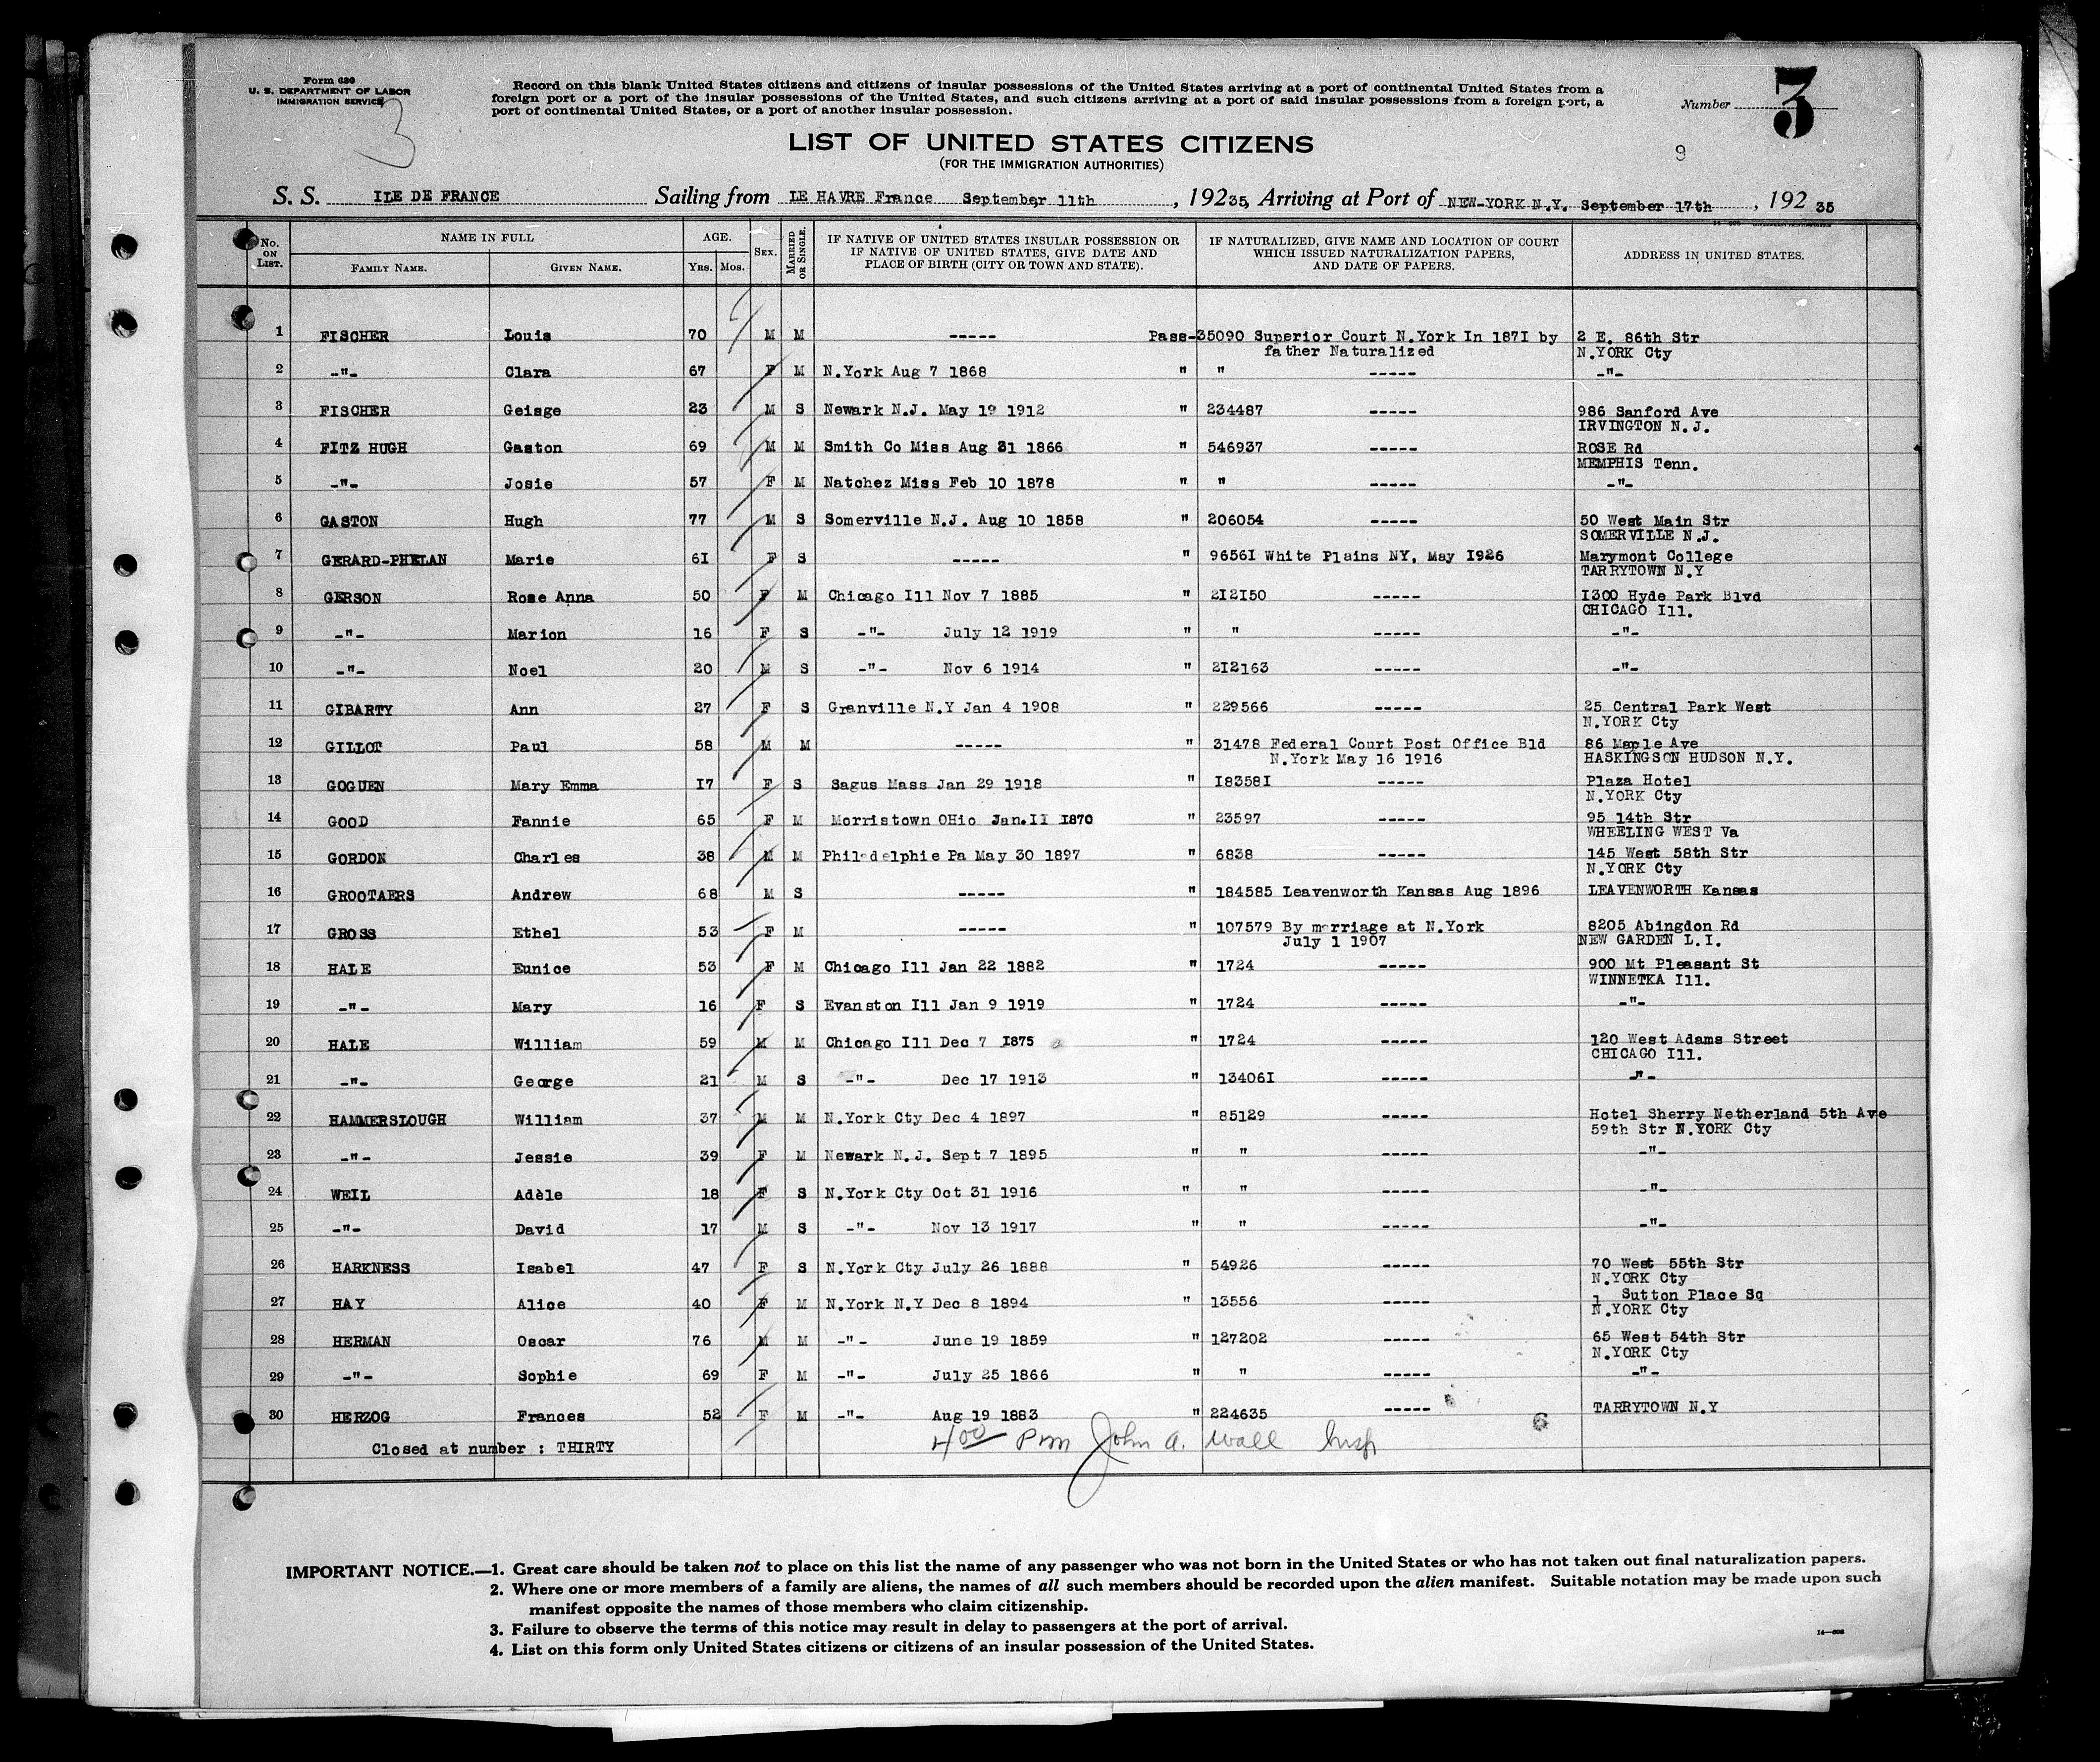 Form 630
U. S. DEPARTMENT OF LABOR
IMMIGRATION SERVICE
3
Record on this blank United States citizens and citizens of insular possessions of the United States arriving at a port of continental United States from a
foreign port or a port of the insular possessions of the United States, and such citizens arriving at a port of said insular possessions from a foreign port, a
port of continental United States, or a port of another insular possession.
Number 3
LIST OF UNITED STATES CITIZENS
(FOR THE IMMIGRATION AUTHORITIES)
9
S. S. ILE DE FRANCE Sailing from LE HAVRE France September 11th , 19235, Arriving at Port of NEW-YORK N.Y. September 17th , 192 35
No. ON LIST. NAME IN FULL AGE. SEX. MARRIED OR SINGLE. IF NATIVE OF UNITED STATES INSULAR POSSESSION OR IF NATIVE OF UNITED STATES, GIVE DATE AND PLACE OF BIRTH (CITY OR TOWN AND STATE). IF NATURALIZED, GIVE NAME AND LOCATION OF COURT WHICH ISSUED NATURALIZATION PAPERS, AND DATE OF PAPERS. ADDRESS IN UNITED STATES.
FAMILY NAME. GIVEN NAME. YRS. MOS.
1 FISCHER Louis 70 M M ----- Pass-35090 Superior Court N.York In 187I by 2 E. 86th Str
father Naturalized N.YORK Cty
2 -"- Clara 67 F M N.York Aug 7 1868 " " ----- -"-
3 FISCHER Geisge 23 M S Newark N.J. May 19 1912 " 234487 ----- 986 Sanford Ave
IRVINGTON N.J.
4 FITZ HUGH Gaston 69 M M Smith Co Miss Aug 31 1866 " 546937 ----- ROSE Rd
MEMPHIS Tenn.
5 -"- Josie 57 F M Natchez Miss Feb 10 1878 " " ----- -"-
6 GASTON Hugh 77 M S Somerville N.J. Aug 10 1858 " 206054 ----- 50 West Main Str
SOMERVILLE N.J.
7 GERARD-PHELAN Marie 6I F S ----- " 9656I White Plains NY, May I926 Marymont College
TARRYTOWN N.Y
8 GERSON Rose Anna 50 F M Chicago Ill Nov 7 1885 " 2I2I50 ----- I300 Hyde Park Blvd
CHICAGO Ill.
9 -"- Marion 16 F S -"- July 12 1919 " " ----- -"-
10 -"- Noel 20 M S -"- Nov 6 1914 " 2I2163 ----- -"-
11 GIBARTY Ann 27 F S Granville N.Y Jan 4 1908 " 229566 ----- 25 Central Park West
N.YORK Cty
12 GILLOT Paul 58 M M ----- " 31478 Federal Court Post Office Bld 86 Maple Ave
N.York May 16 1916 HASKINGSON HUDSON N.Y.
13 GOGUEN Mary Emma I7 F S Sagus Mass Jan 29 1918 " I8358I ----- Plaza Hotel
N.YORK Cty
14 GOOD Fannie 65 F M Morristown OHio Jan.II I870 " 23597 ----- 95 14th Str
WHEELING WEST Va
15 GORDON Charles 38 M M Philadelphie Pa May 30 1897 " 6838 ----- 145 West 58th Str
N.YORK Cty
16 GROOTAERS Andrew 68 M S ----- " 184585 Leavenworth Kansas Aug 1896 LEAVENWORTH Kansas
17 GROSS Ethel 53 F M ----- " 107579 By marriage at N.York 8205 Abingdon Rd
July 1 1907 NEW GARDEN L.I.
18 HALE Eunice 53 F M Chicago Ill Jan 22 1882 " 1724 ----- 900 Mt Pleasant St
WINNETKA Ill.
19 -"- Mary 16 F S Evanston Ill Jan 9 1919 " 1724 ----- -"-
20 HALE William 59 M M Chicago Ill Dec 7 I875 " 1724 ----- 120 West Adams Street
CHICAGO Ill.
21 -"- George 21 M S -"- Dec 17 1913 " 13406I ----- -"-
22 HAMMERSLOUGH William 37 M M N.York Cty Dec 4 1897 " 85129 ----- Hotel Sherry Netherland 5th Ave
59th Str N.YORK Cty
23 -"- Jessie 39 F M Newark N.J. Sept 7 1895 " " ----- -"-
24 WEIL Adèle 18 F S N.York Cty Oct 31 1916 " " ----- -"-
25 -"- David 17 M S -"- Nov 13 1917 " " ----- -"-
26 HARKNESS Isabel 47 F S N.York Cty July 26 1888 " 54926 ----- 70 West 55th Str
N.YORK Cty
27 HAY Alice 40 F M N.York N.Y Dec 8 1894 " 13556 ----- 1 Sutton Place Sq
N.YORK Cty
28 HERMAN Oscar 76 M M -"- June 19 1859 " 127202 ----- 65 West 54th Str
N.YORK Cty
29 -"- Sophie 69 F M -"- July 25 1866 " " ----- -"-
30 HERZOG Frances 52 F M -"- Aug 19 1883 " 224635 ----- TARRYTOWN N.Y
Closed at number : THIRTY 4 00 Pm John A. Wall Insp
IMPORTANT NOTICE.—1. Great care should be taken not to place on this list the name of any passenger who was not born in the United States or who has not taken out final naturalization papers.
2. Where one or more members of a family are aliens, the names of all such members should be recorded upon the alien manifest. Suitable notation may be made upon such
manifest opposite the names of those members who claim citizenship.
3. Failure to observe the terms of this notice may result in delay to passengers at the port of arrival.
4. List on this form only United States citizens or citizens of an insular possession of the United States.